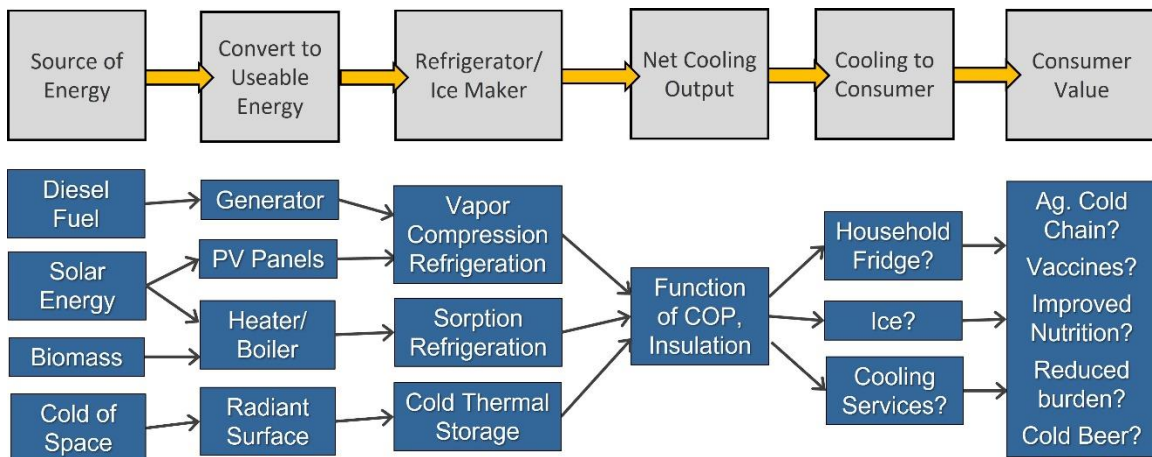 Source of
Energy
Convert to
Useable
Energy
Refrigerator/
Ice Maker
Net Cooling
Output
Cooling to
Consumer
Consumer
Value
Diesel
Fuel
Solar
Energy
Biomass
Cold of
Space
Generator
PV Panels
Heater/
Boiler
Radiant
Surface
Vapor
Compression
Refrigeration
Sorption
Refrigeration
Cold Thermal
Storage
Function
of COP,
Insulation
Household
Fridge?
Ice?
Cooling
Services?
Ag. Cold
Chain?
Vaccines?
Improved
Nutrition?
Reduced
burden?
Cold Beer?